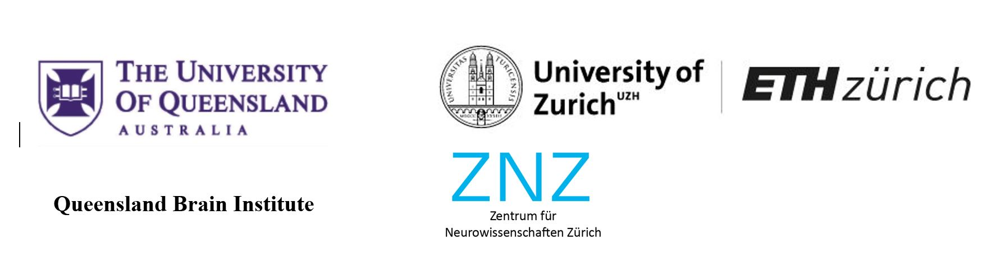 THE UNIVERSITY
OF QUEENSLAND
AUSTRALIA
Queensland Brain Institute
UNIVERSITAS TURICENSIS
University of
Zurich UZH
ETH zürich
ZNZ
Zentrum für
Neurowissenschaften Zürich